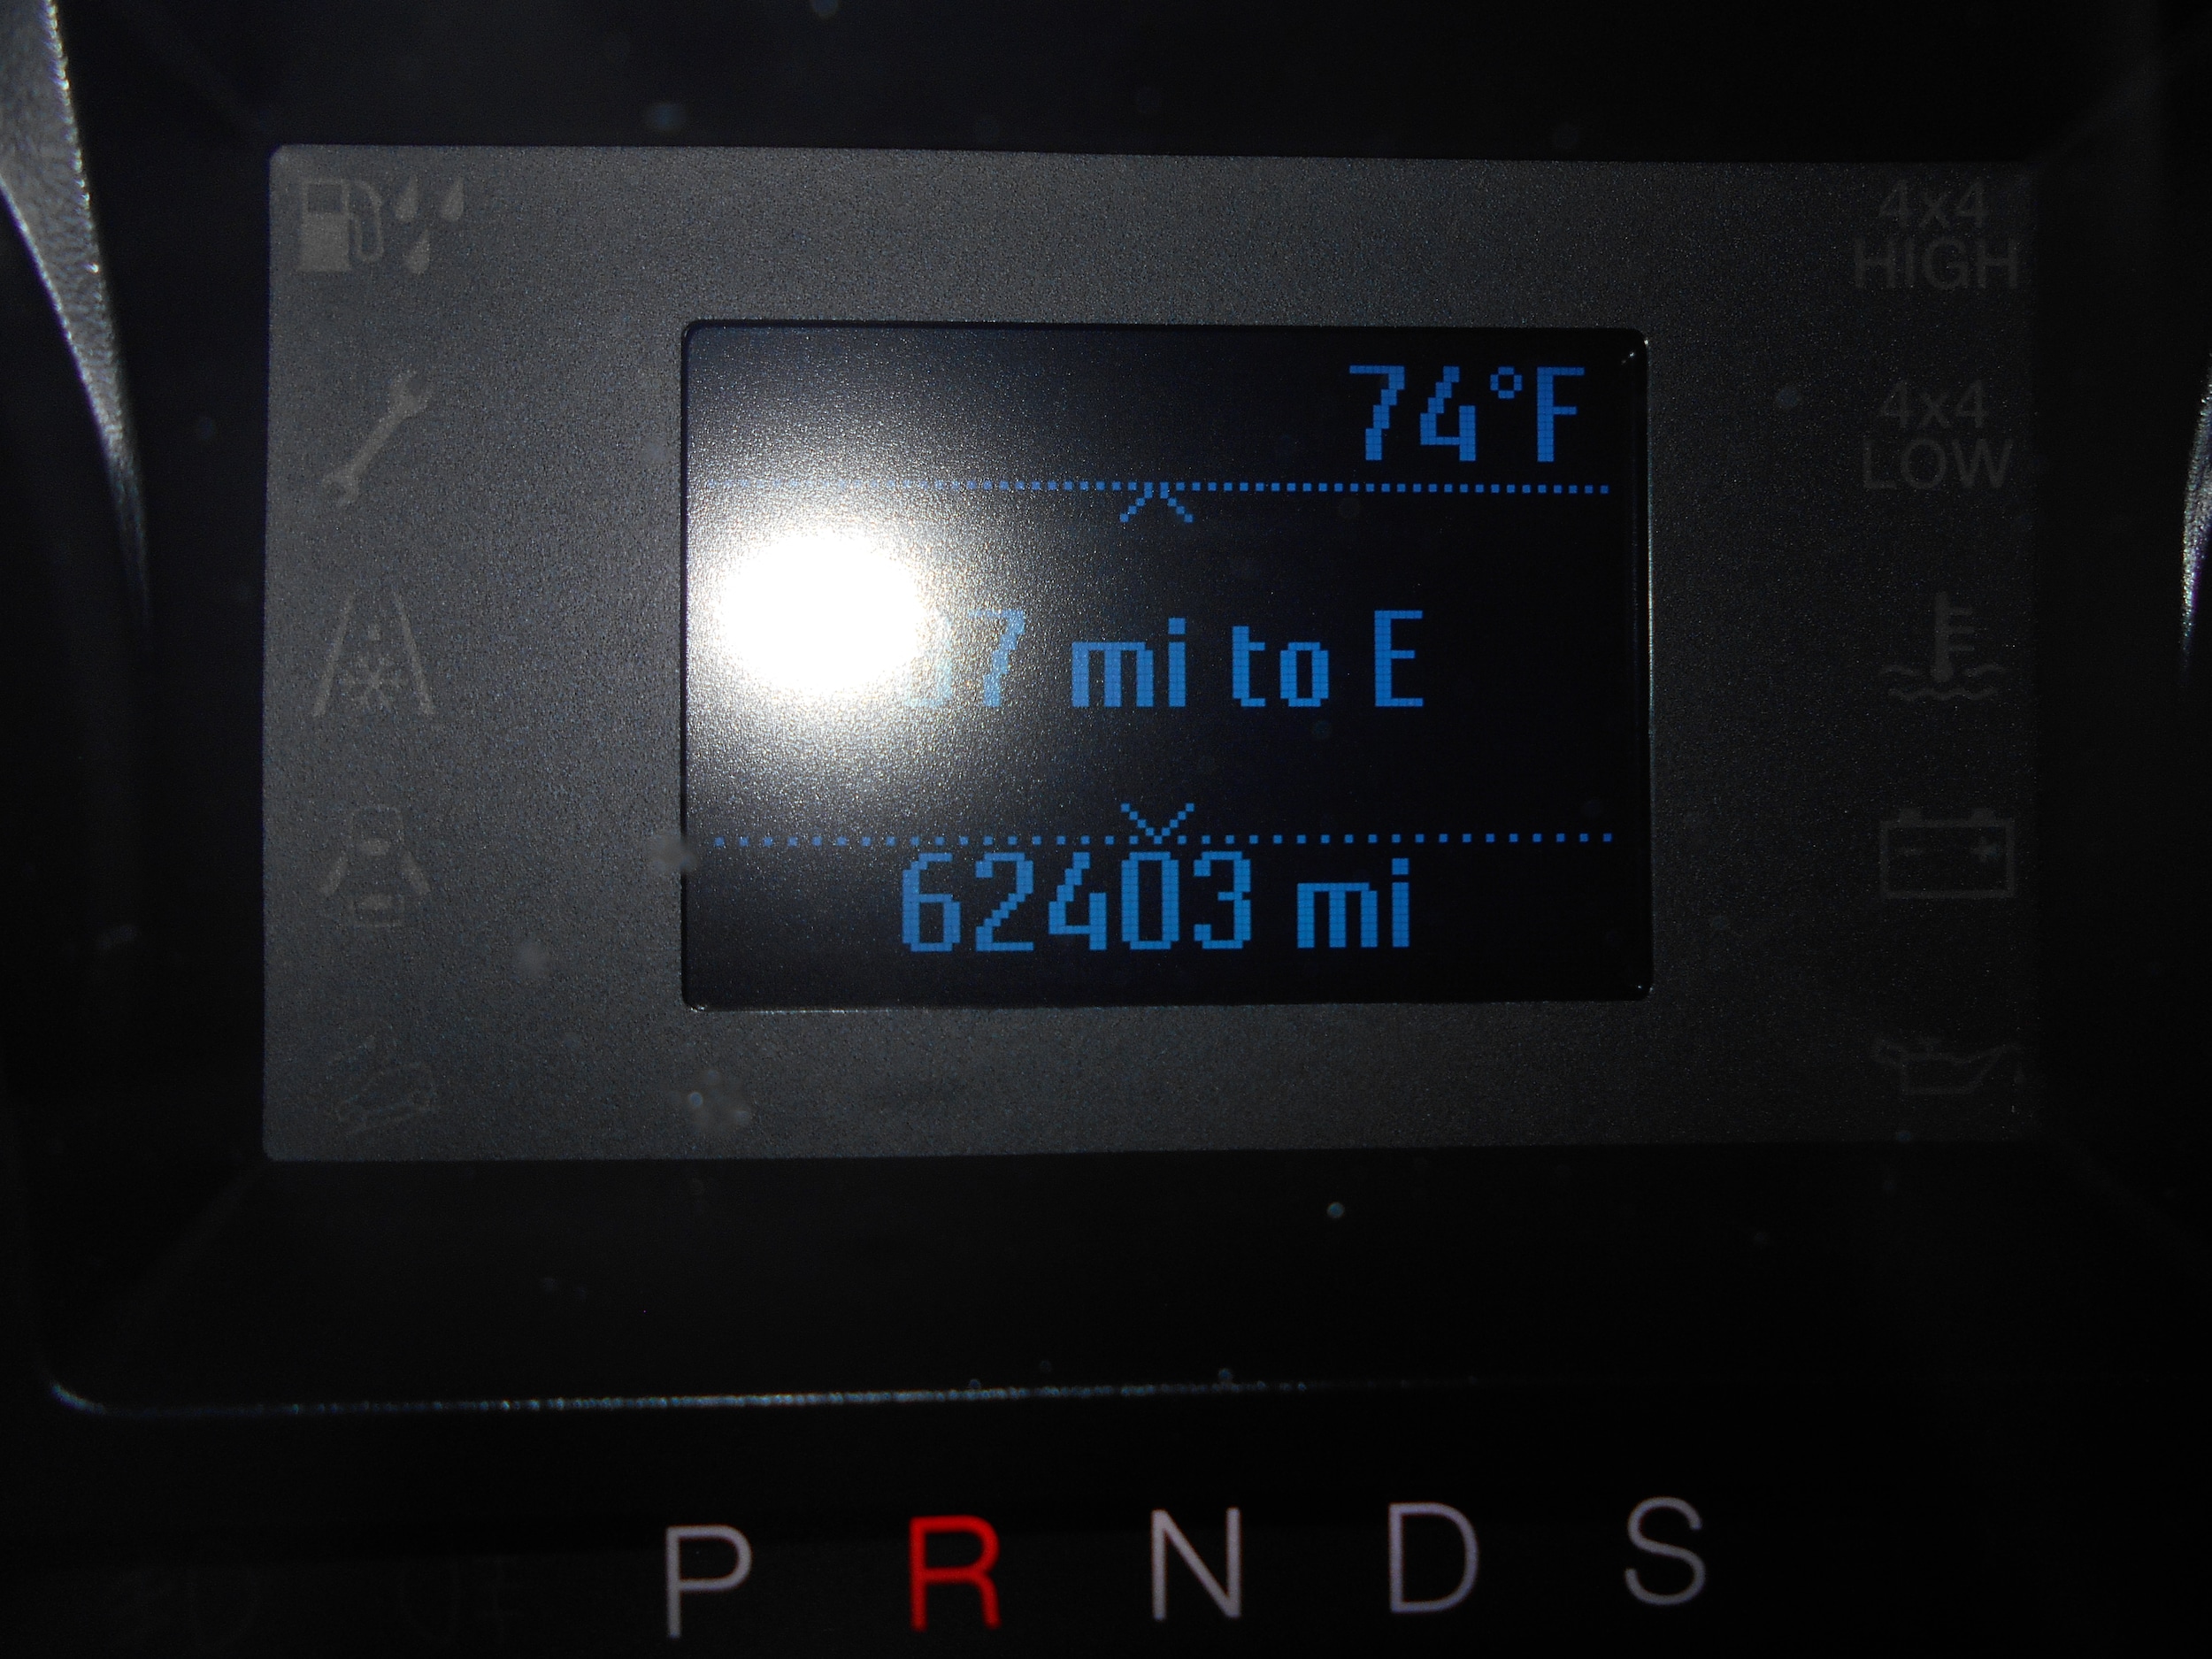 4x4
HIGH
74°F
4x4
LOW
mi to E
62403 mi
P R N D S